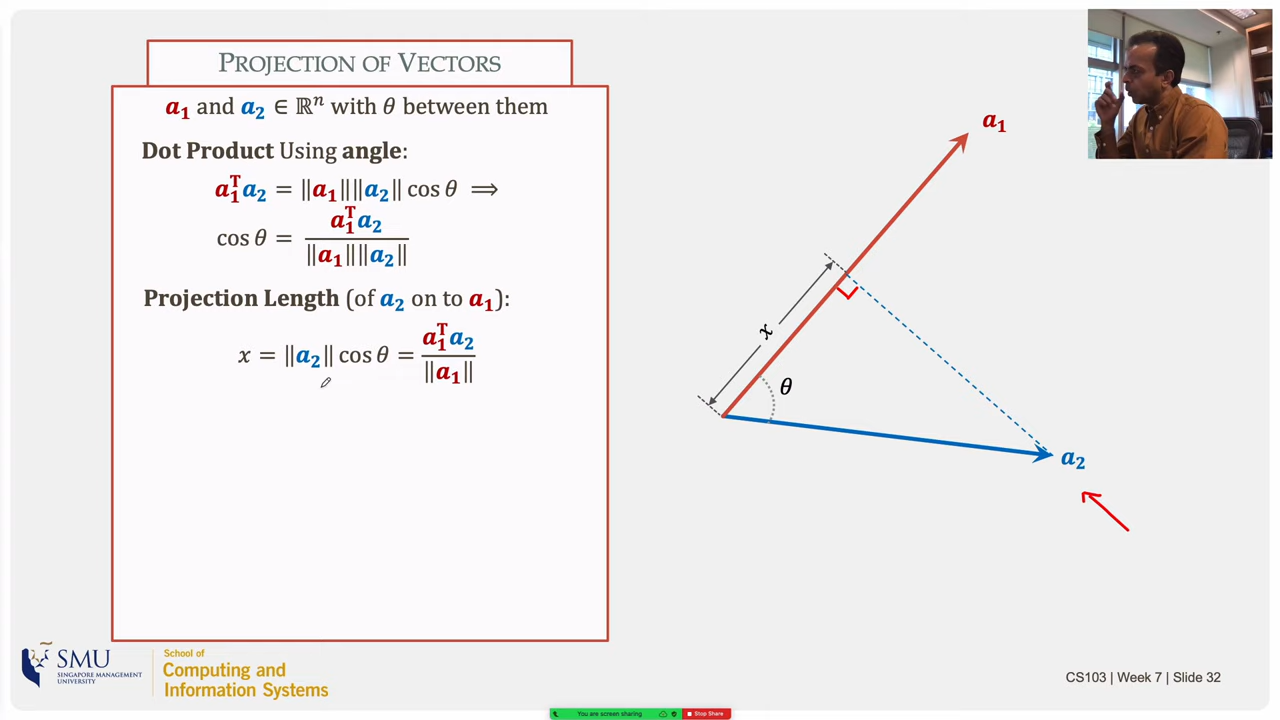 PROJECTION OF VECTORS
a₁ and a₂ ∈ ℝⁿ with θ between them
Dot Product Using angle:
a₁ᵀa₂ = ‖a₁‖‖a₂‖ cos θ ⟹
cos θ = a₁ᵀa₂ / ‖a₁‖‖a₂‖
Projection Length (of a₂ on to a₁):
x = ‖a₂‖ cos θ = a₁ᵀa₂ / ‖a₁‖
a₁
x
θ
a₂
SMU
SINGAPORE MANAGEMENT
UNIVERSITY
School of
Computing and
Information Systems
You are screen sharing
Stop Share
CS103 | Week 7 | Slide 32